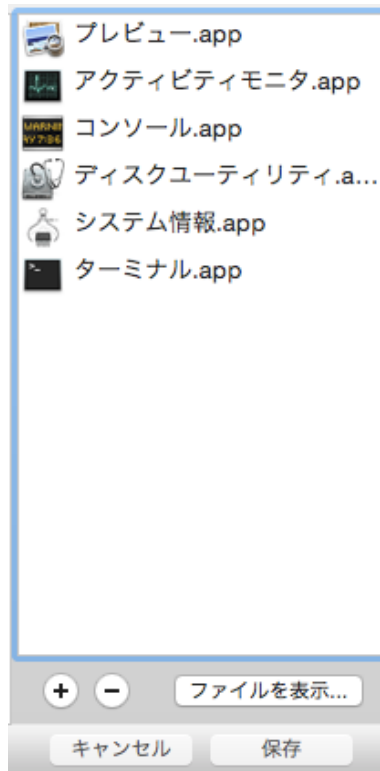 プレビュー.app
アクティビティモニタ.app
コンソール.app
ディスクユーティリティ.a...
システム情報.app
ターミナル.app
ファイルを表示...
キャンセル 保存